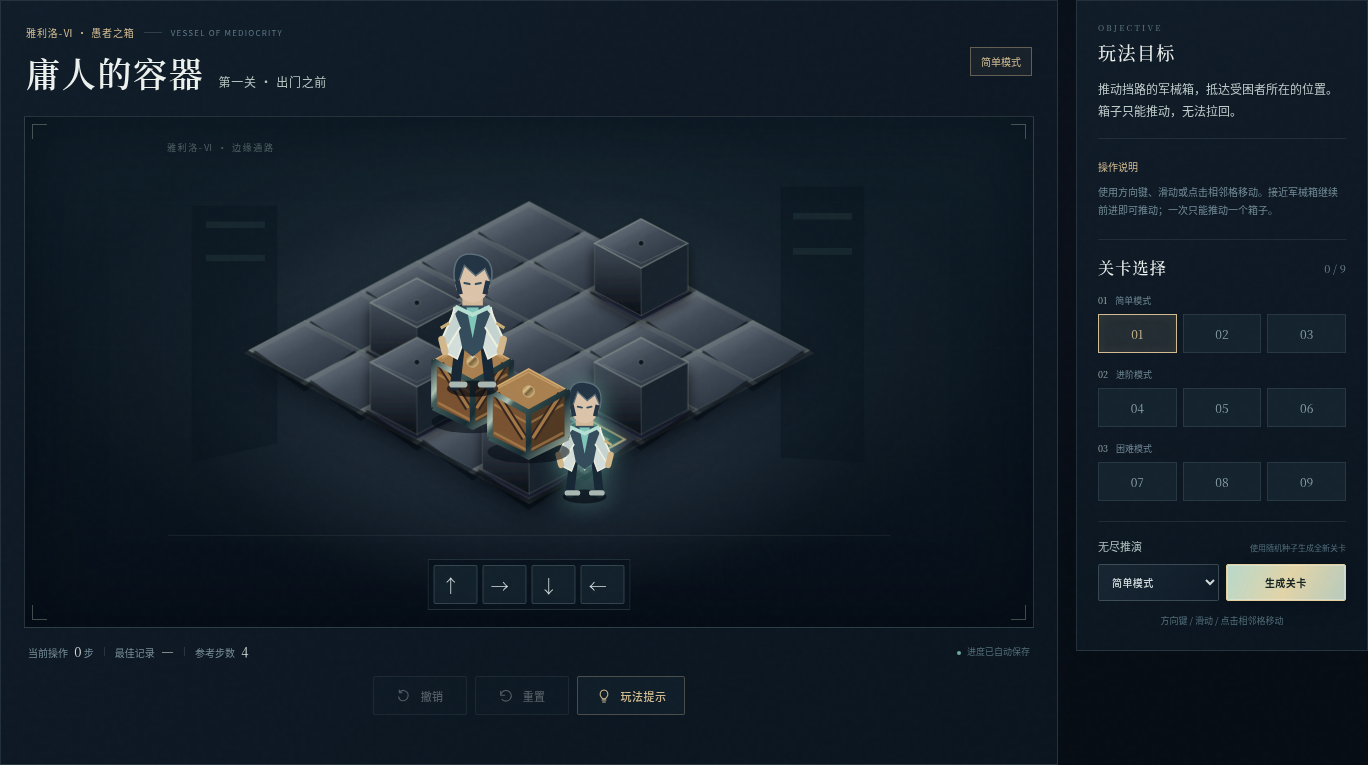 雅利洛-VI · 愚者之箱 VESSEL OF MEDIOCRITY
庸人的容器 第一关 · 出门之前
简单模式
雅利洛-VI · 边缘通路
↑ → ↓ ←
当前操作 0 步 最佳记录 — 参考步数 4
进度已自动保存
撤销 重置 玩法提示
OBJECTIVE
玩法目标
推动挡路的军械箱，抵达受困者所在的位置。
箱子只能推动，无法拉回。
操作说明
使用方向键、滑动或点击相邻格移动。接近军械箱继续
前进即可推动；一次只能推动一个箱子。
关卡选择 0 / 9
01 简单模式
01 02 03
02 进阶模式
04 05 06
03 困难模式
07 08 09
无尽推演 使用随机种子生成全新关卡
简单模式 生成关卡
方向键 / 滑动 / 点击相邻格移动